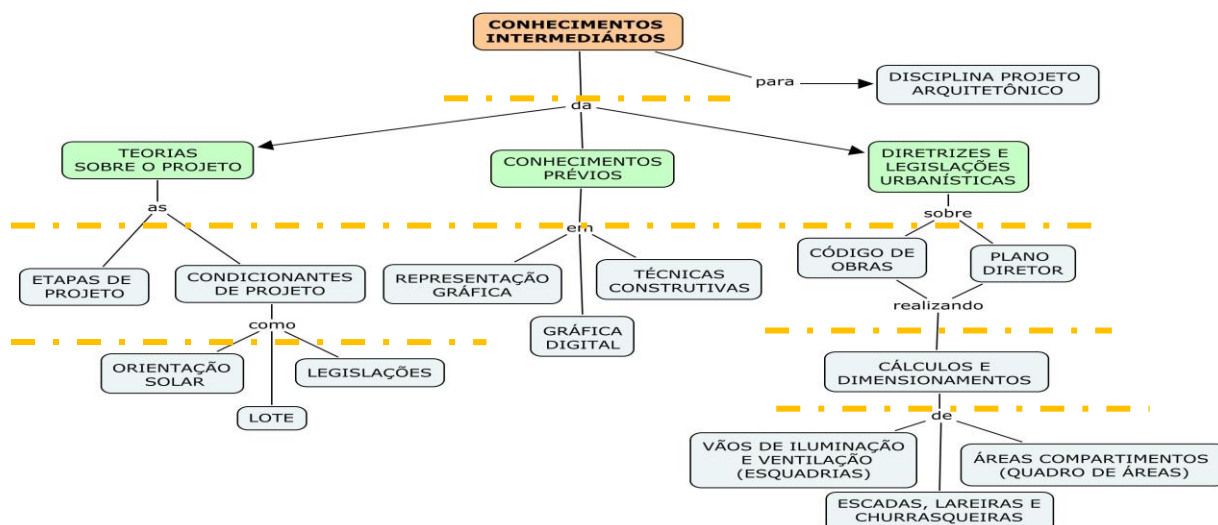 CONHECIMENTOS
INTERMEDIÁRIOS
para
DISCIPLINA PROJETO
ARQUITETÔNICO
da
TEORIAS
SOBRE O PROJETO
CONHECIMENTOS
PRÉVIOS
DIRETRIZES E
LEGISLAÇÕES
URBANÍSTICAS
as
em
sobre
ETAPAS DE
PROJETO
CONDICIONANTES
DE PROJETO
REPRESENTAÇÃO
GRÁFICA
TÉCNICAS
CONSTRUTIVAS
CÓDIGO DE
OBRAS
PLANO
DIRETOR
realizando
como
GRÁFICA
DIGITAL
ORIENTAÇÃO
SOLAR
LEGISLAÇÕES
LOTE
CÁLCULOS E
DIMENSIONAMENTOS
de
VÃOS DE ILUMINAÇÃO
E VENTILAÇÃO
(ESQUADRIAS)
ÁREAS COMPARTIMENTOS
(QUADRO DE ÁREAS)
ESCADAS, LAREIRAS E
CHURRASQUEIRAS